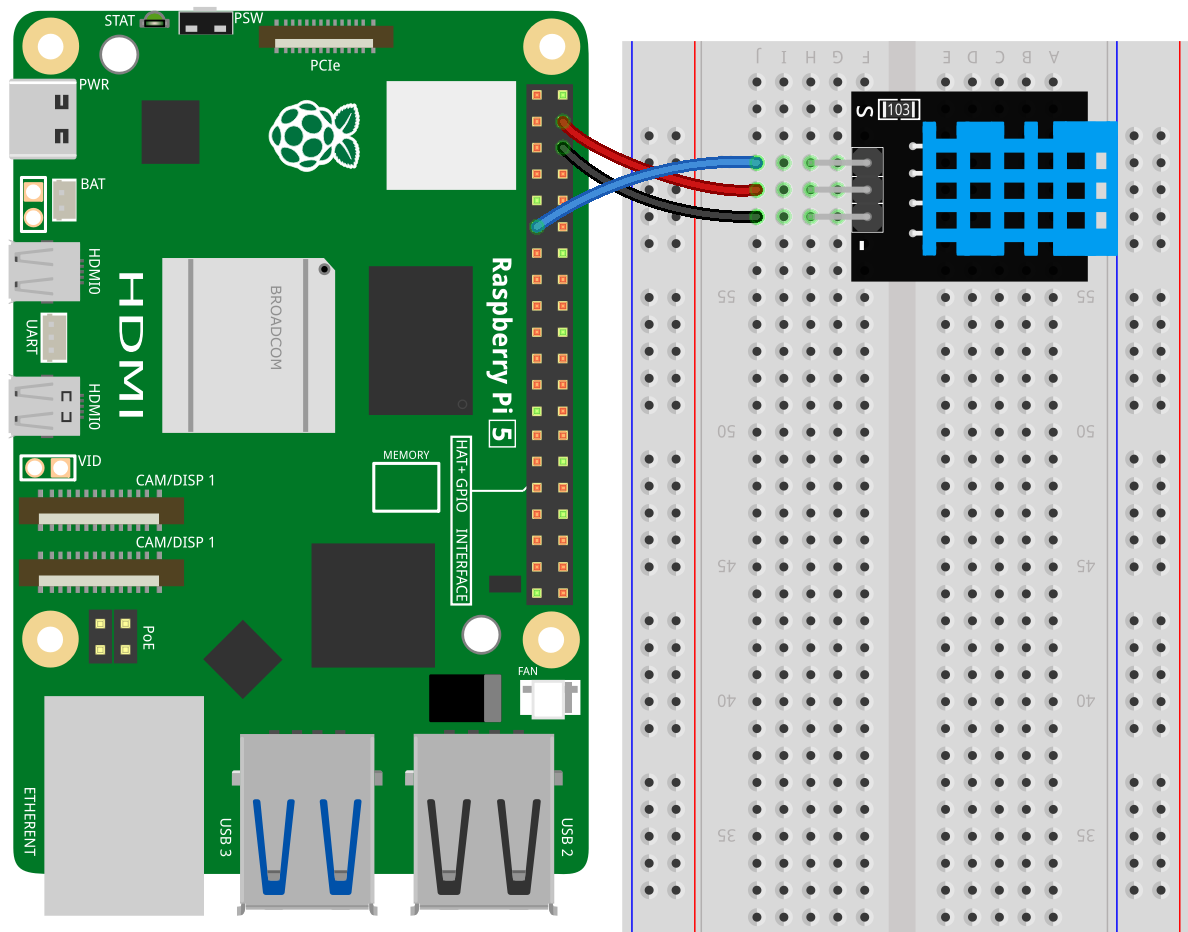 STAT
PSW
PCIe
PWR
BAT
HDMI0
UART
HDMI
HDMI0
BROADCOM
Raspberry Pi 5
VID
MEMORY
HAT+ GPIO INTERFACE
CAM/DISP 1
CAM/DISP 1
PoE
FAN
ETHERENT
USB 3
USB 2
J I H G F E D C B A
S 103
-
55 55
50 50
45 45
40 40
35 35